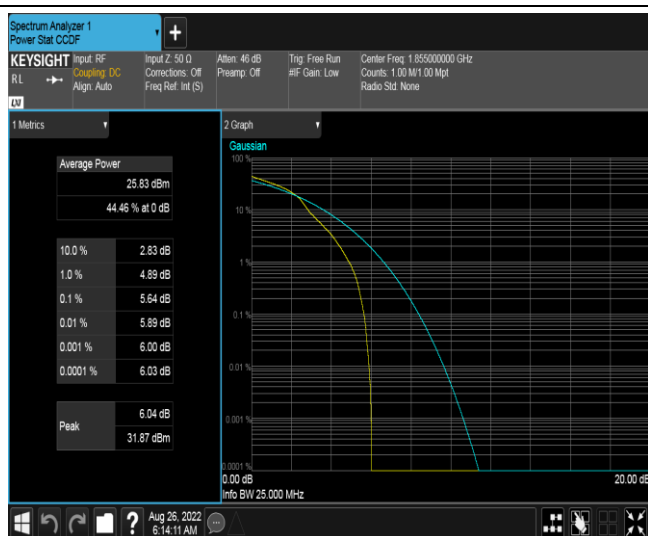 Spectrum Analyzer 1
Power Stat CCDF
+
KEYSIGHT
RL
LXI
Input: RF
Coupling: DC
Align: Auto
Input Z: 50 Ω
Corrections: Off
Freq Ref: Int (S)
Atten: 46 dB
Preamp: Off
Trig: Free Run
#IF Gain: Low
Center Freq: 1.855000000 GHz
Counts: 1.00 M/1.00 Mpt
Radio Std: None
1 Metrics
Average Power
25.83 dBm
44.46 % at 0 dB
10.0 % 2.83 dB
1.0 % 4.89 dB
0.1 % 5.64 dB
0.01 % 5.89 dB
0.001 % 6.00 dB
0.0001 % 6.03 dB
Peak
6.04 dB
31.87 dBm
2 Graph
Gaussian
100 %
10 %
1 %
0.1 %
0.01 %
0.001 %
0.0001 %
0.00 dB 20.00 dB
Info BW 25.000 MHz
?
Aug 26, 2022
6:14:11 AM